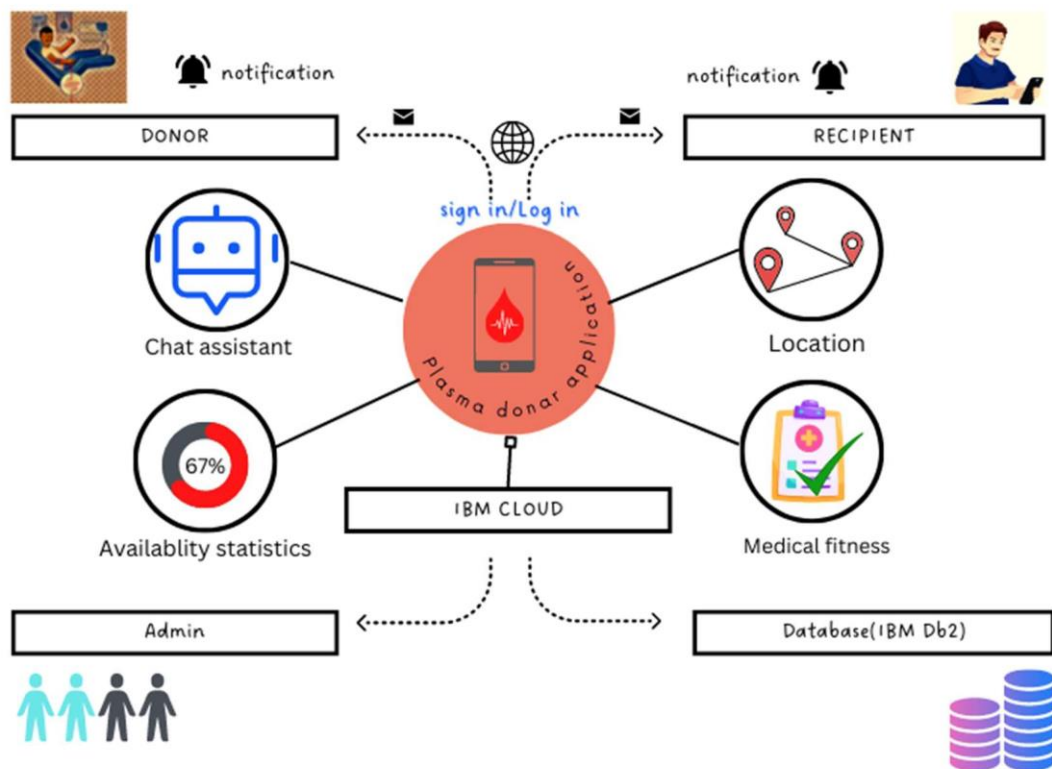 notification
notification
DONOR
RECIPIENT
sign in/Log in
Plasma donar application
Chat assistant
Location
67%
Availablity statistics
Medical fitness
IBM CLOUD
Admin
Database(IBM Db2)